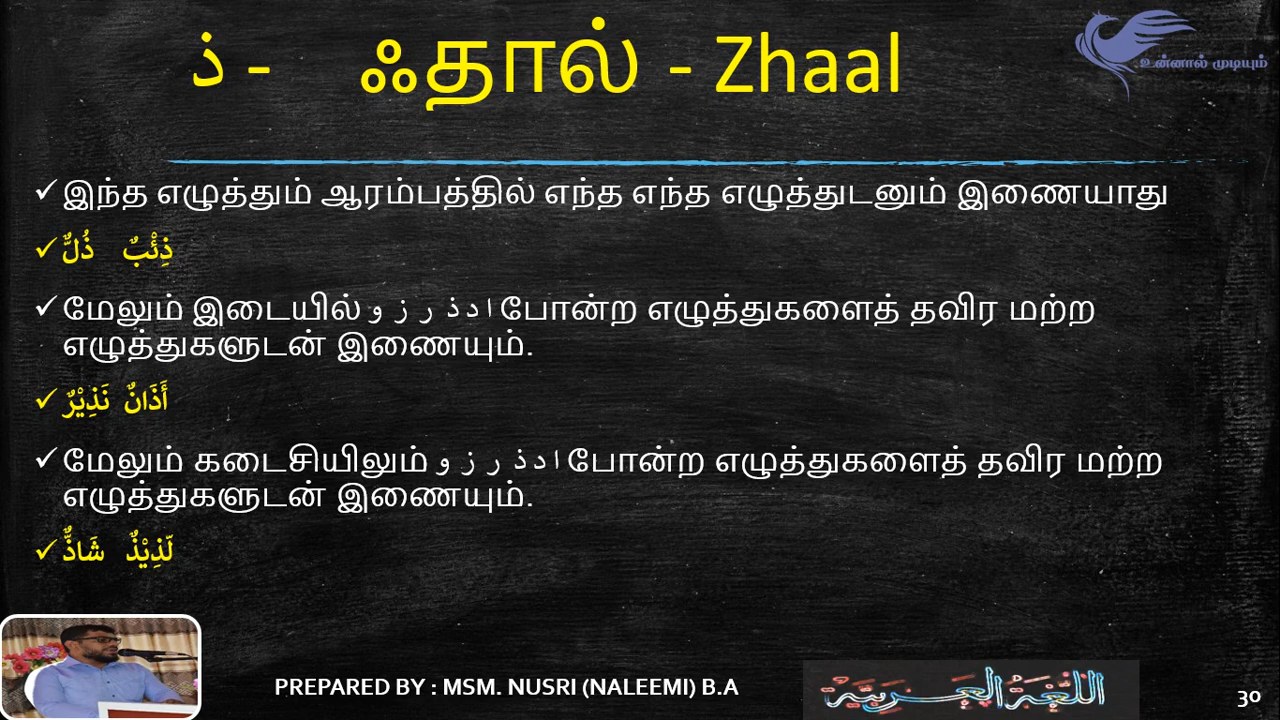 ذ - ஃதால் - Zhaal
உன்னால் முடியும்
இந்த எழுத்தும் ஆரம்பத்தில் எந்த எந்த எழுத்துடனும் இணையாது
ذِئْبٌ ذُلٌّ
மேலும் இடையில் ا د ذ ر ز و போன்ற எழுத்துகளைத் தவிர மற்ற
எழுத்துகளுடன் இணையும்.
أَذَانٌ نَذِيْرٌ
மேலும் கடைசியிலும் ا د ذ ر ز و போன்ற எழுத்துகளைத் தவிர மற்ற
எழுத்துகளுடன் இணையும்.
لَذِيْذٌ شَاذٌّ
PREPARED BY : MSM. NUSRI (NALEEMI) B.A
اللُّغَةُ الْعَرَبِيَّةُ
30